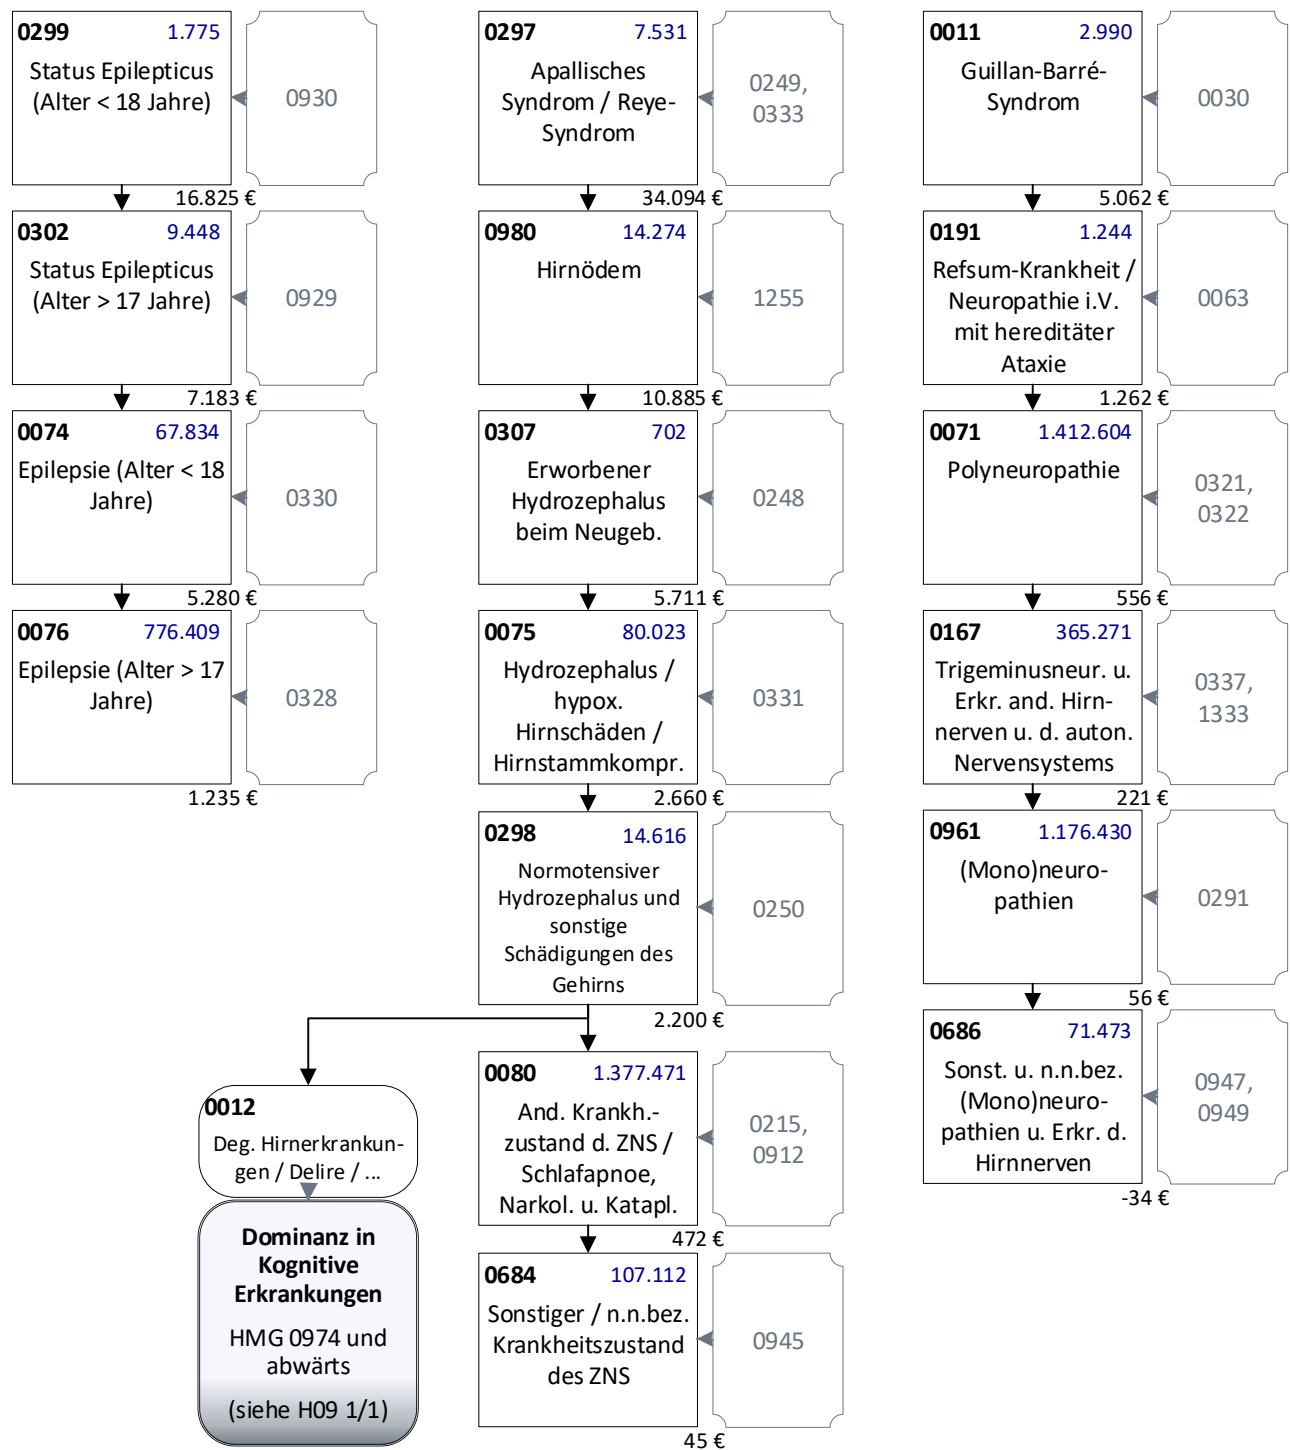 0299 1.775
Status Epilepticus
(Alter < 18 Jahre)
0930
16.825 €
0302 9.448
Status Epilepticus
(Alter > 17 Jahre)
0929
7.183 €
0074 67.834
Epilepsie (Alter < 18
Jahre)
0330
5.280 €
0076 776.409
Epilepsie (Alter > 17
Jahre)
0328
1.235 €
0297 7.531
Apallisches
Syndrom / Reye-
Syndrom
0249,
0333
34.094 €
0980 14.274
Hirnödem
1255
10.885 €
0307 702
Erworbener
Hydrozephalus
beim Neugeb.
0248
5.711 €
0075 80.023
Hydrozephalus /
hypox.
Hirnschäden /
Hirnstammkompr.
0331
2.660 €
0298 14.616
Normotensiver
Hydrozephalus und
sonstige
Schädigungen des
Gehirns
0250
2.200 €
0012
Deg. Hirnerkrankun-
gen / Delire / ...
Dominanz in
Kognitive
Erkrankungen
HMG 0974 und
abwärts
(siehe H09 1/1)
0080 1.377.471
And. Krankh.-
zustand d. ZNS /
Schlafapnoe,
Narkol. u. Katapl.
0215,
0912
472 €
0684 107.112
Sonstiger / n.n.bez.
Krankheitszustand
des ZNS
0945
45 €
0011 2.990
Guillan-Barré-
Syndrom
0030
5.062 €
0191 1.244
Refsum-Krankheit /
Neuropathie i.V.
mit hereditäter
Ataxie
0063
1.262 €
0071 1.412.604
Polyneuropathie
0321,
0322
556 €
0167 365.271
Trigeminusneur. u.
Erkr. and. Hirn-
nerven u. d. auton.
Nervensystems
0337,
1333
221 €
0961 1.176.430
(Mono)neuro-
pathien
0291
56 €
0686 71.473
Sonst. u. n.n.bez.
(Mono)neuro-
pathien u. Erkr. d.
Hirnnerven
0947,
0949
-34 €